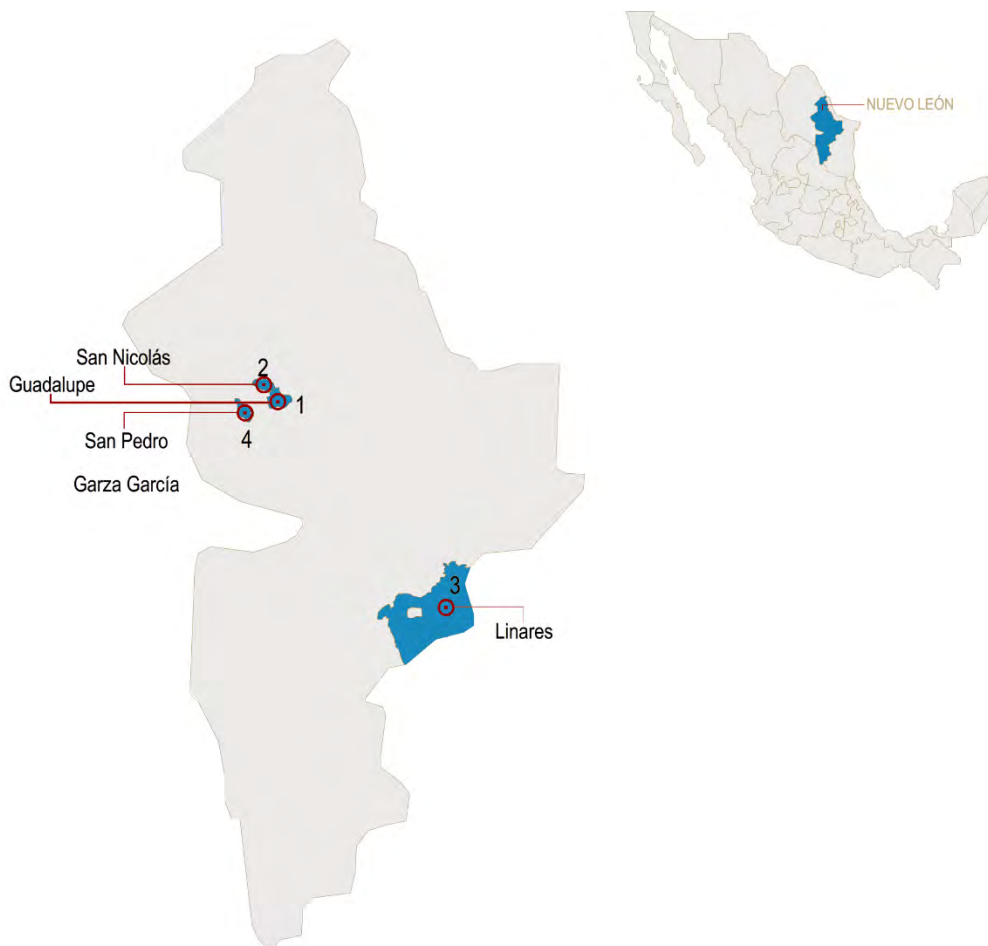 NUEVO LEÓN
San Nicolás
2
Guadalupe
1
4
San Pedro
Garza García
3
Linares